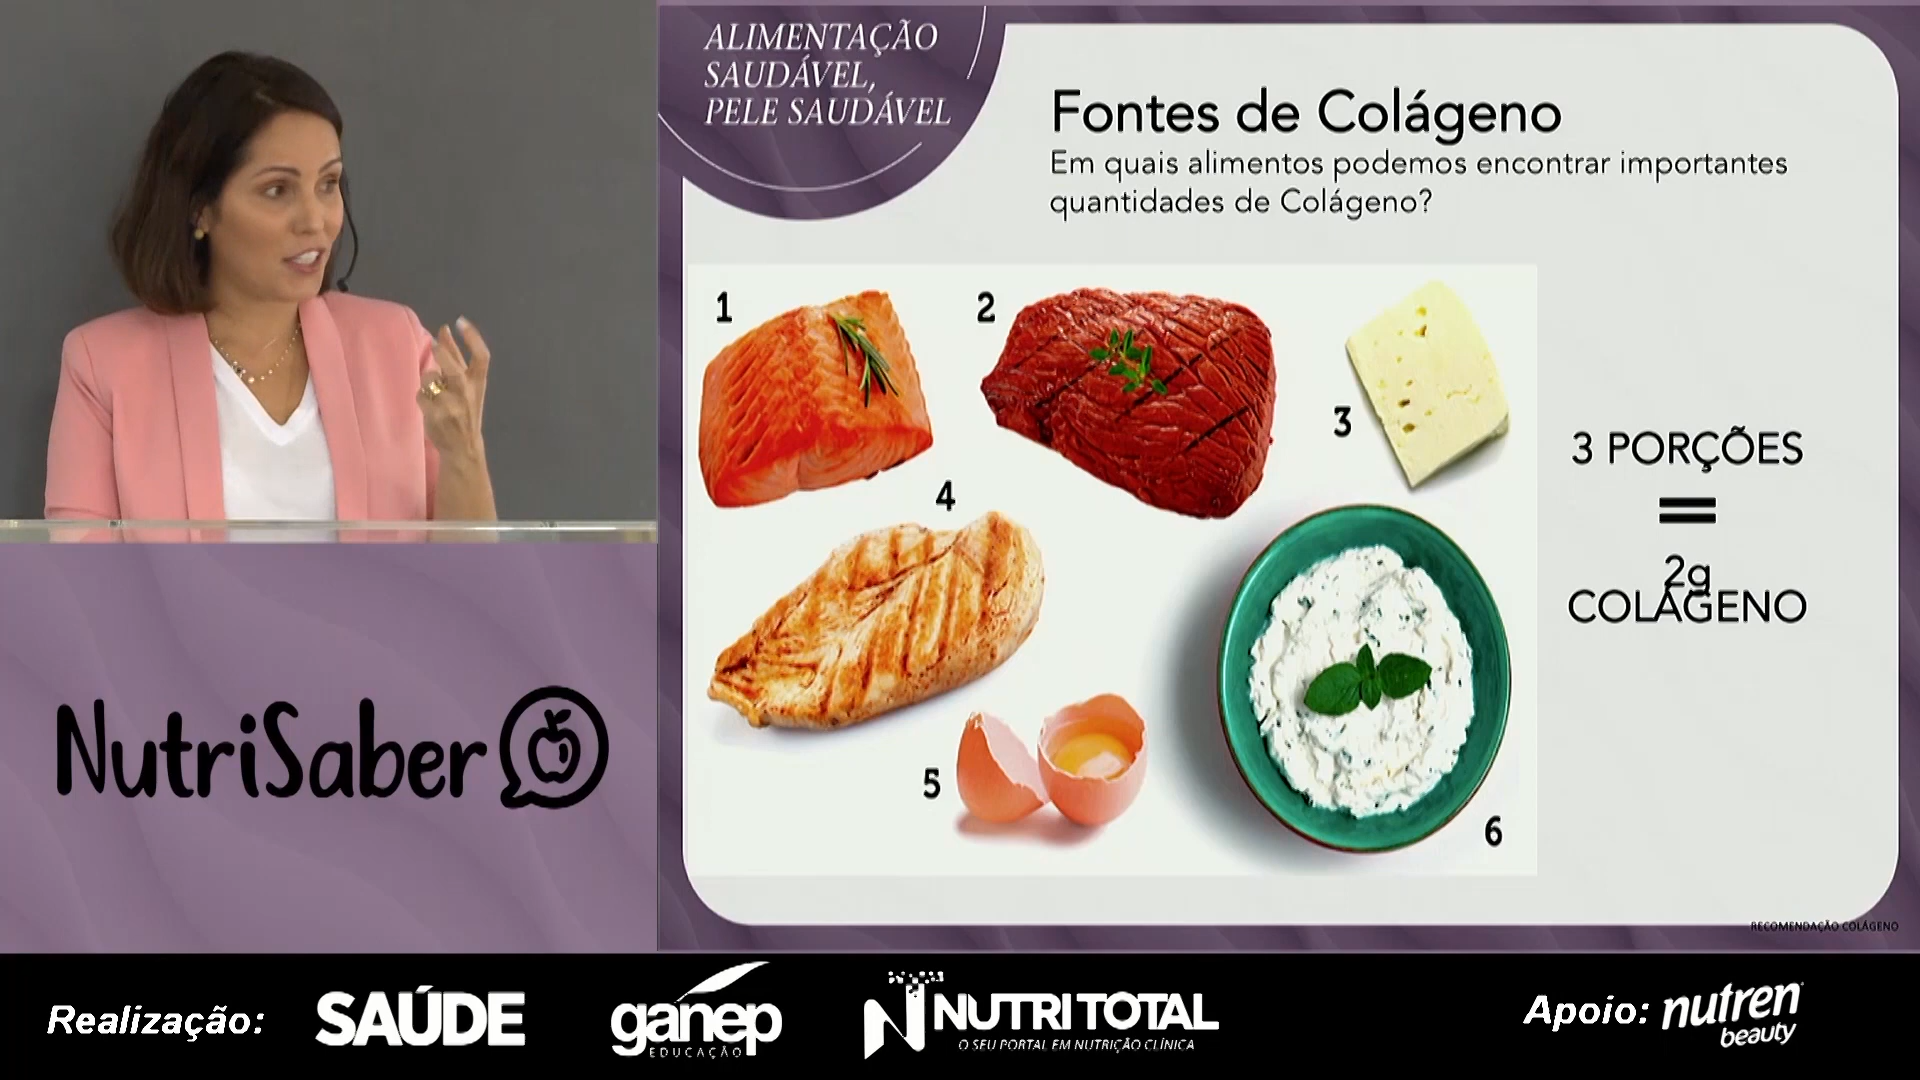 ALIMENTAÇÃO
SAUDÁVEL,
PELE SAUDÁVEL
Fontes de Colágeno
Em quais alimentos podemos encontrar importantes
quantidades de Colágeno?
1
2
3
4
5
6
3 PORÇÕES
=
2g
COLÁGENO
RECOMENDAÇÃO COLÁGENO
NutriSaber
Realização:
SAÚDE
ganep
EDUCAÇÃO
N NUTRITOTAL
O SEU PORTAL EM NUTRIÇÃO CLÍNICA
Apoio:
nutren
beauty